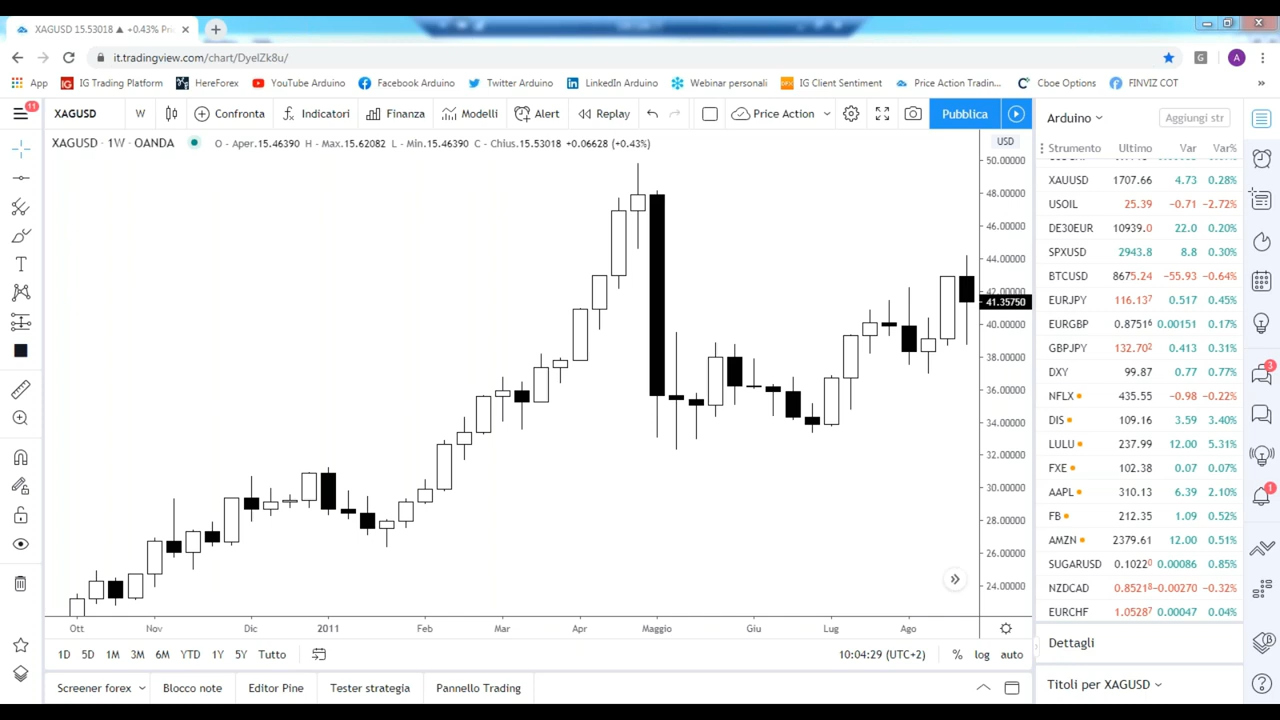 XAGUSD 15.53018 ▲ +0.43% Pri
it.tradingview.com/chart/DyelZk8u/
App IG Trading Platform HereForex YouTube Arduino Facebook Arduino Twitter Arduino LinkedIn Arduino Webinar personali IG Client Sentiment Price Action Tradin... Cboe Options FINVIZ COT »
11 XAGUSD W Confronta Indicatori Finanza Modelli Alert Replay Price Action Pubblica Arduino Aggiungi str
XAGUSD · 1W · OANDA O - Aper.15.46390 H - Max.15.62082 L - Min.15.46390 C - Chius.15.53018 +0.06628 (+0.43%) USD
Strumento Ultimo Var Var%
XAUUSD 1707.66 4.73 0.28%
USOIL 25.39 -0.71 -2.72%
DE30EUR 10939.0 22.0 0.20%
SPXUSD 2943.8 8.8 0.30%
BTCUSD 8675.24 -55.93 -0.64%
EURJPY 116.137 0.517 0.45%
EURGBP 0.87516 0.00151 0.17%
GBPJPY 132.702 0.413 0.31%
DXY 99.87 0.77 0.77%
NFLX 435.55 -0.98 -0.22%
DIS 109.16 3.59 3.40%
LULU 237.99 12.00 5.31%
FXE 102.38 0.07 0.07%
AAPL 310.13 6.39 2.10%
FB 212.35 1.09 0.52%
AMZN 2379.61 12.00 0.51%
SUGARUSD 0.10220 0.00086 0.85%
NZDCAD 0.85218 -0.00270 -0.32%
EURCHF 1.05287 0.00047 0.04%
50.00000
48.00000
46.00000
44.00000
42.00000
41.35750
40.00000
38.00000
36.00000
34.00000
32.00000
30.00000
28.00000
26.00000
24.00000
3
1
Ott Nov Dic 2011 Feb Mar Apr Maggio Giu Lug Ago
1D 5D 1M 3M 6M YTD 1Y 5Y Tutto 10:04:29 (UTC+2) % log auto
Dettagli
Screener forex Blocco note Editor Pine Tester strategia Pannello Trading
Titoli per XAGUSD